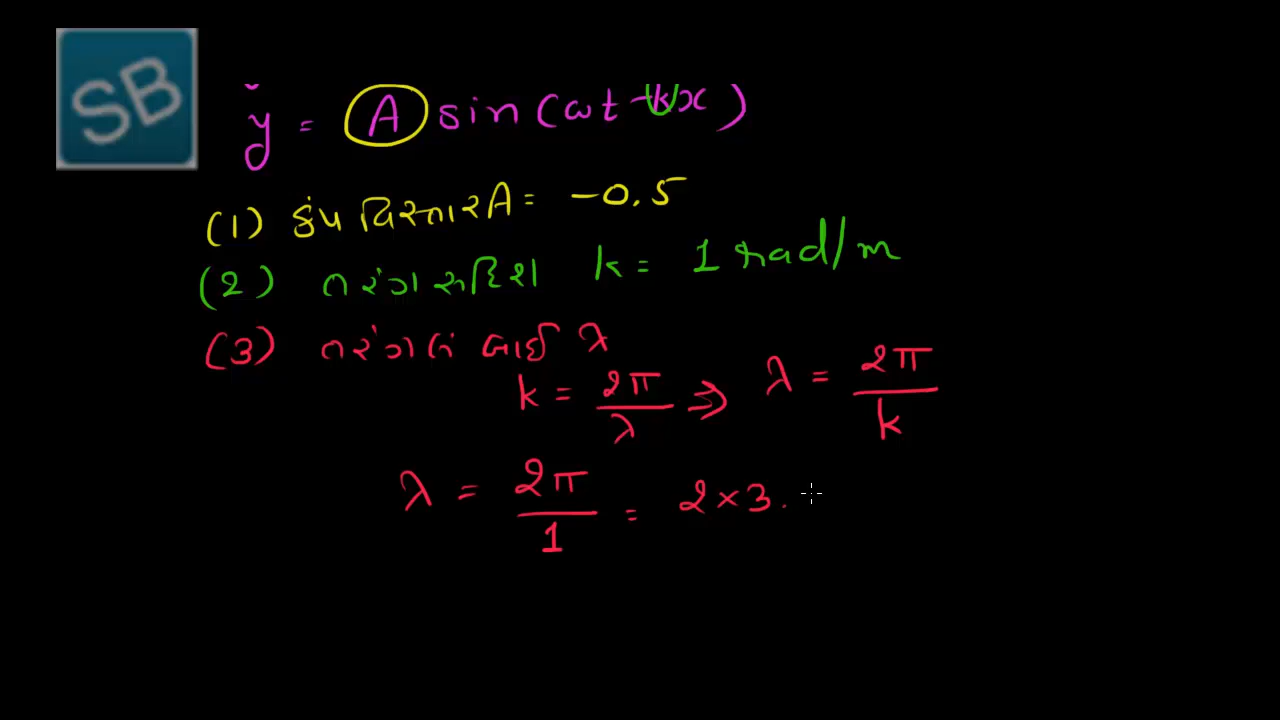 SB
y = A sin(ωt - kx)
(1) કંપ વિસ્તાર A = -0.5
(2) તરંગ સદિશ k = 1 rad/m
(3) તરંગ લંબાઈ λ
k = 2π/λ ⇒ λ = 2π/k
λ = 2π/1 = 2 × 3.